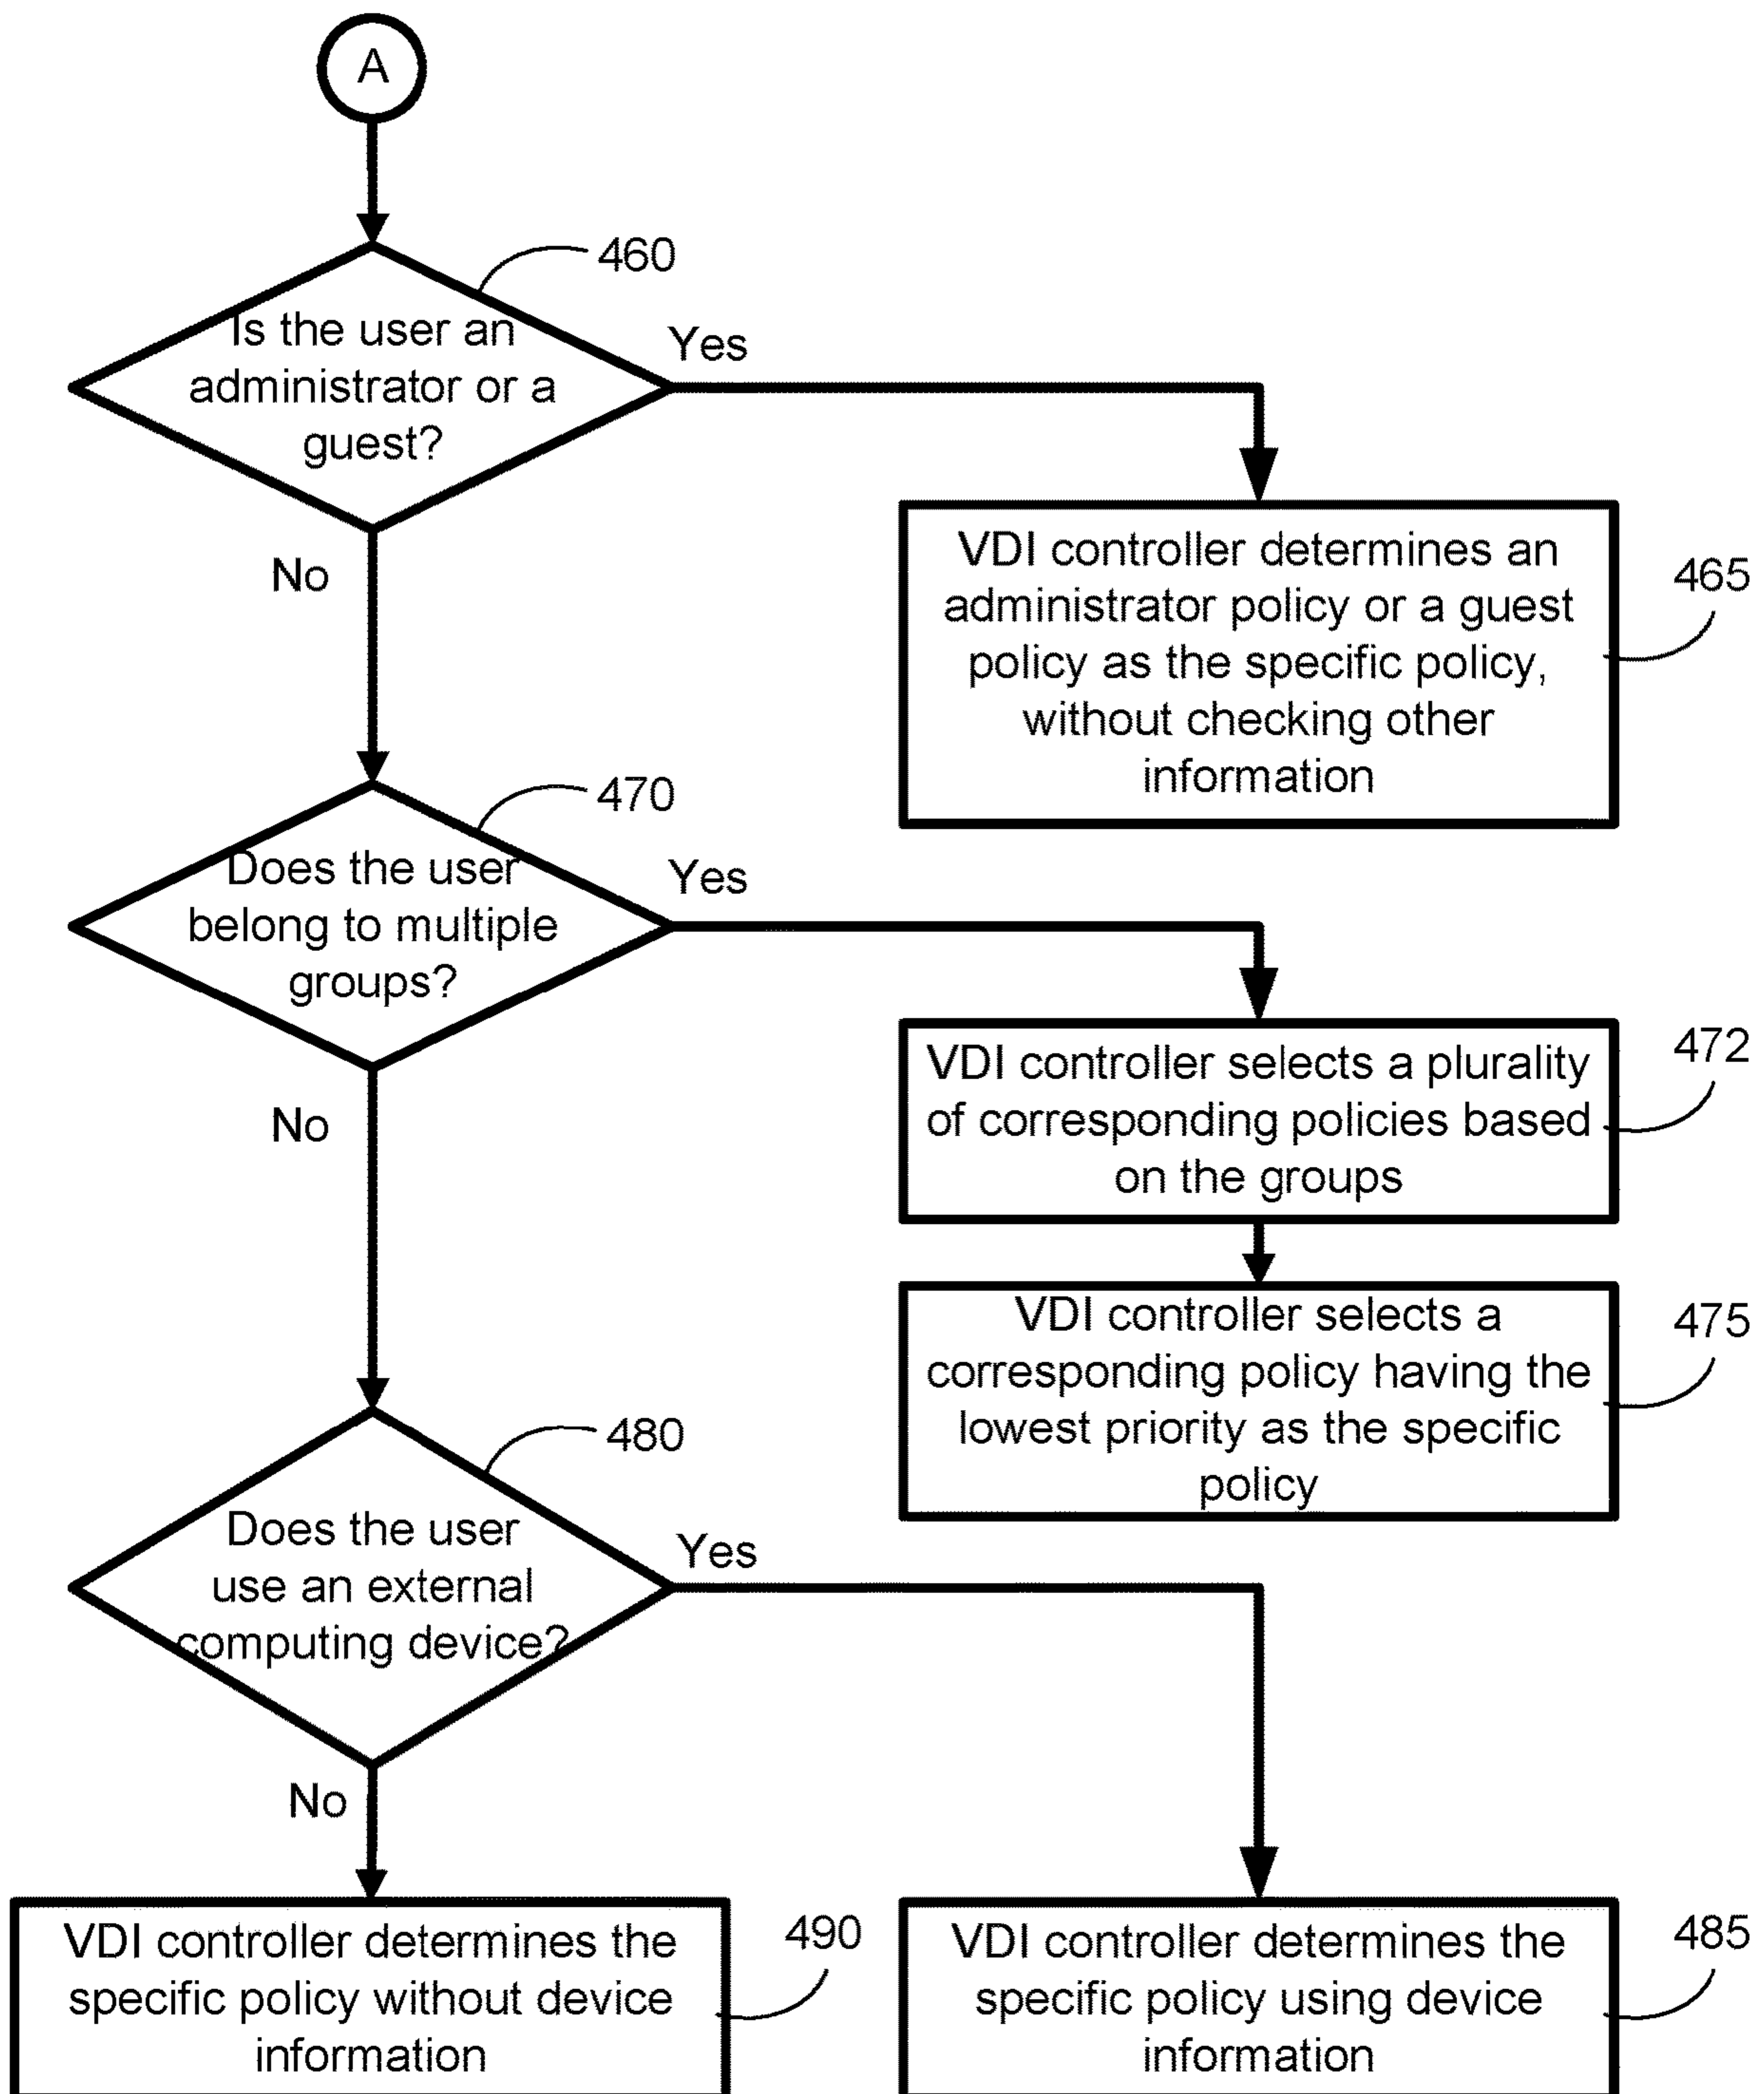 A
460
Is the user an
administrator or a
guest?
Yes
No
VDI controller determines an
administrator policy or a guest
policy as the specific policy,
without checking other
information
465
470
Does the user
belong to multiple
groups?
Yes
No
VDI controller selects a plurality
of corresponding policies based
on the groups
472
VDI controller selects a
corresponding policy having the
lowest priority as the specific
policy
475
480
Does the user
use an external
computing device?
Yes
No
VDI controller determines the
specific policy without device
information
490
VDI controller determines the
specific policy using device
information
485